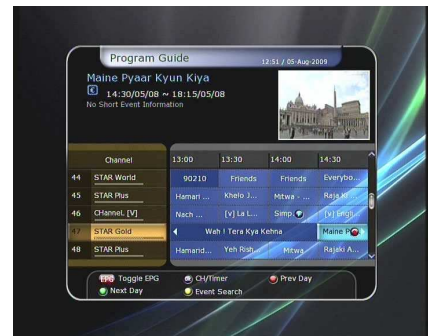 Program Guide
12:51 / 05-Aug-2009
Maine Pyaar Kyun Kiya
€ 14:30/05/08 ~ 18:15/05/08
No Short Event Information
Channel 13:00 13:30 14:00 14:30
44 STAR World 90210 Friends Friends Everybo...
45 STAR Plus Hamari ... Khelo J... Mitwa - ... Raja Ki ...
46 CHannel. [V] Nach ... [v] La L... Simp. [v] Engli...
47 STAR Gold Wah ! Tera Kya Kehna Maine P
48 STAR Plus Hamarid... Yeh Rish... Mitwa Rajaki A...
EPG Toggle EPG CH/Timer Prev Day
Next Day Event Search